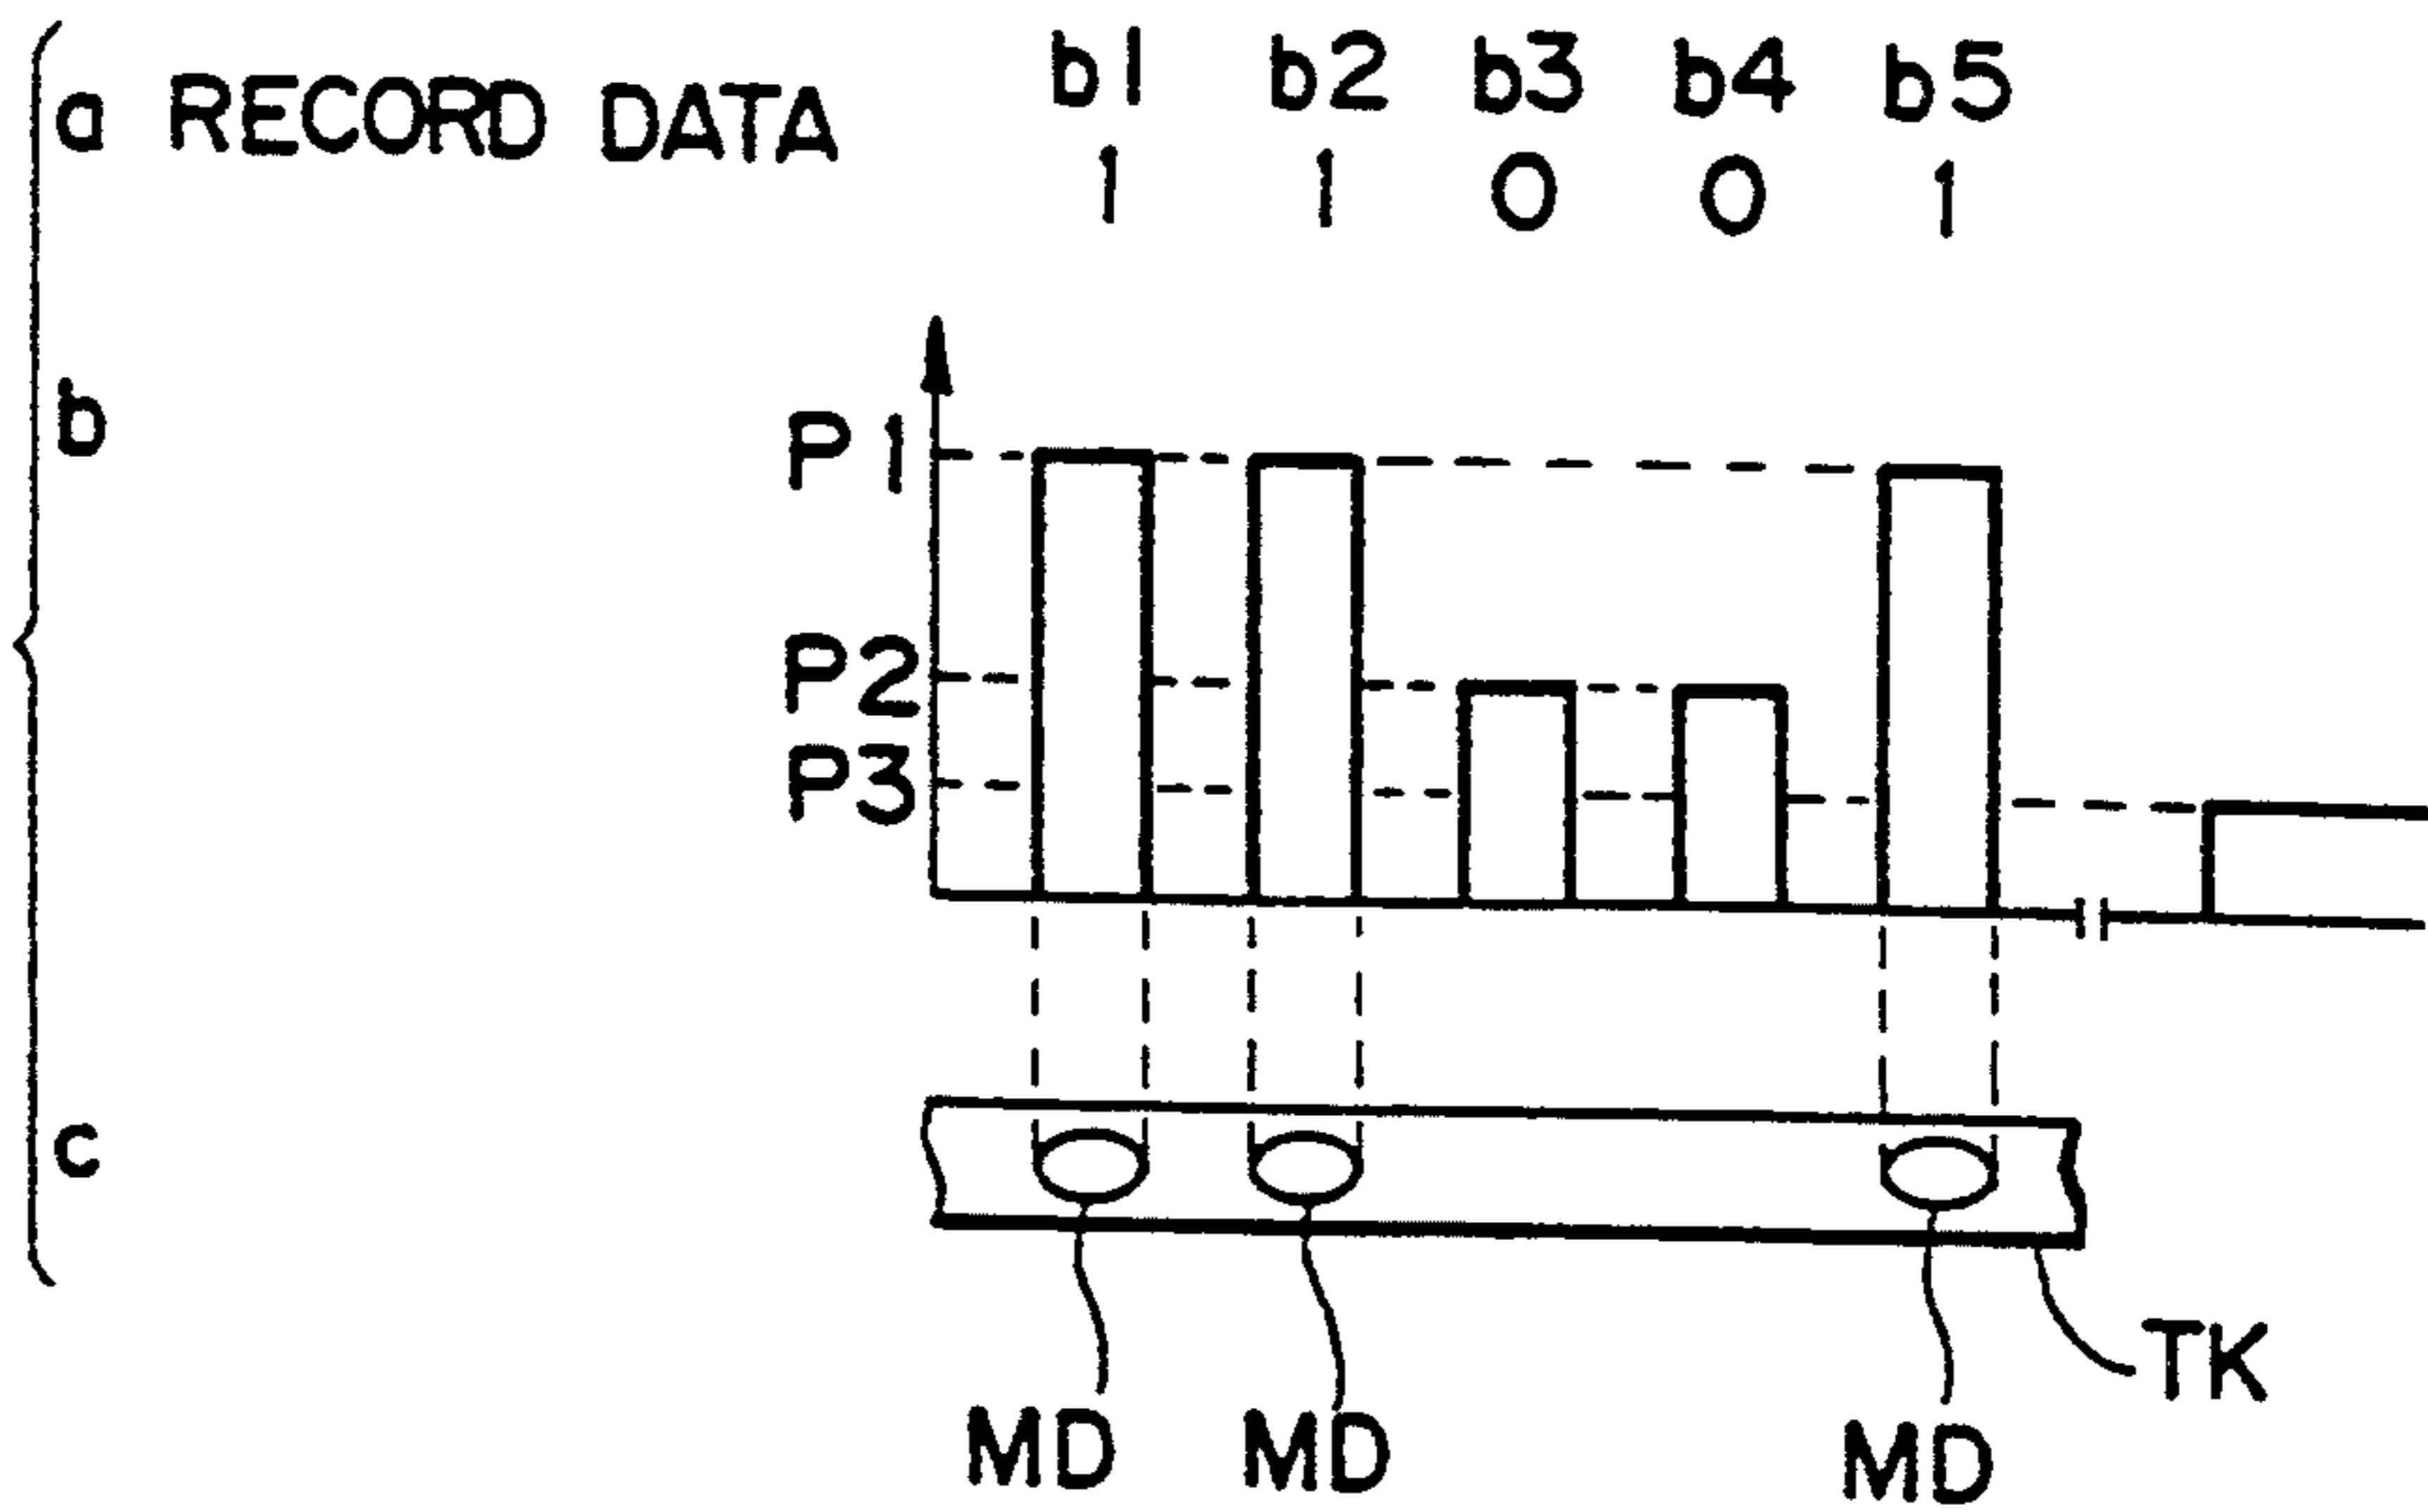 b1 b2 b3 b4 b5
a RECORD DATA
1 1 0 0 1
b
P1
P2
P3
c
TK
MD MD MD